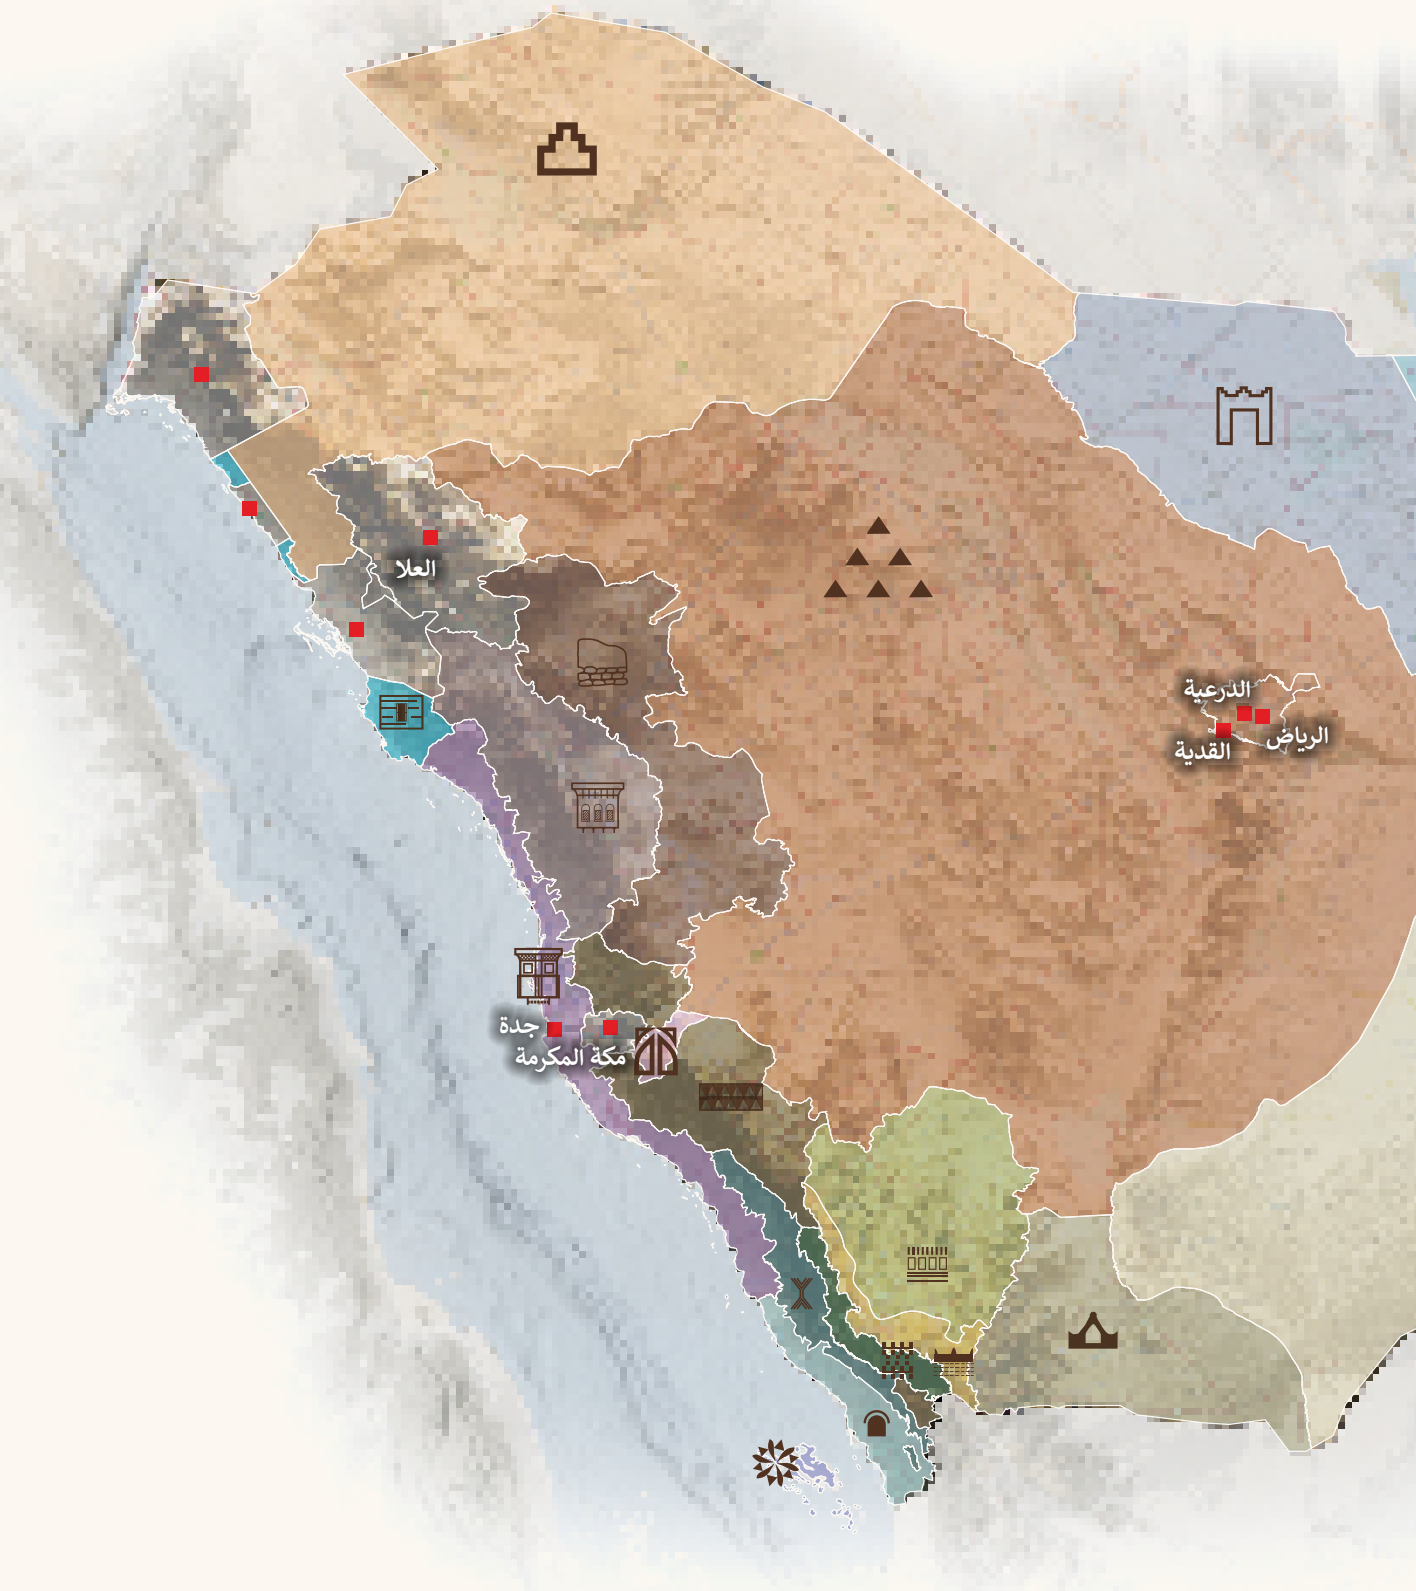 العلا
الدرعية
الرياض
القدية
جدة
مكة المكرمة